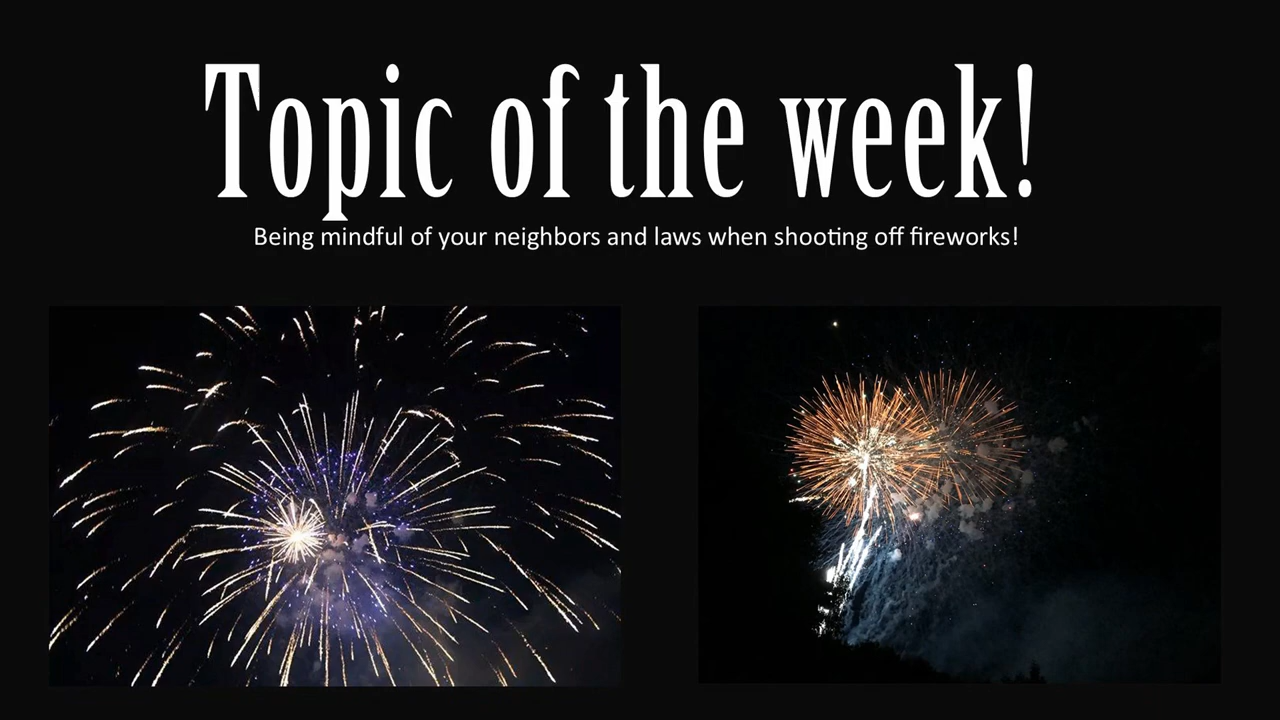 Topic of the week!
Being mindful of your neighbors and laws when shooting off fireworks!